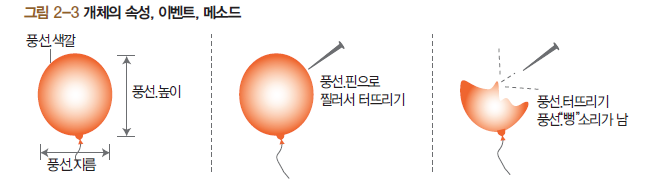 그림 2-3 개체의 속성, 이벤트, 메소드
풍선.색깔
풍선.높이
풍선.지름
풍선.핀으로
찔러서 터뜨리기
풍선.터뜨리기
풍선.“뻥”소리가 남